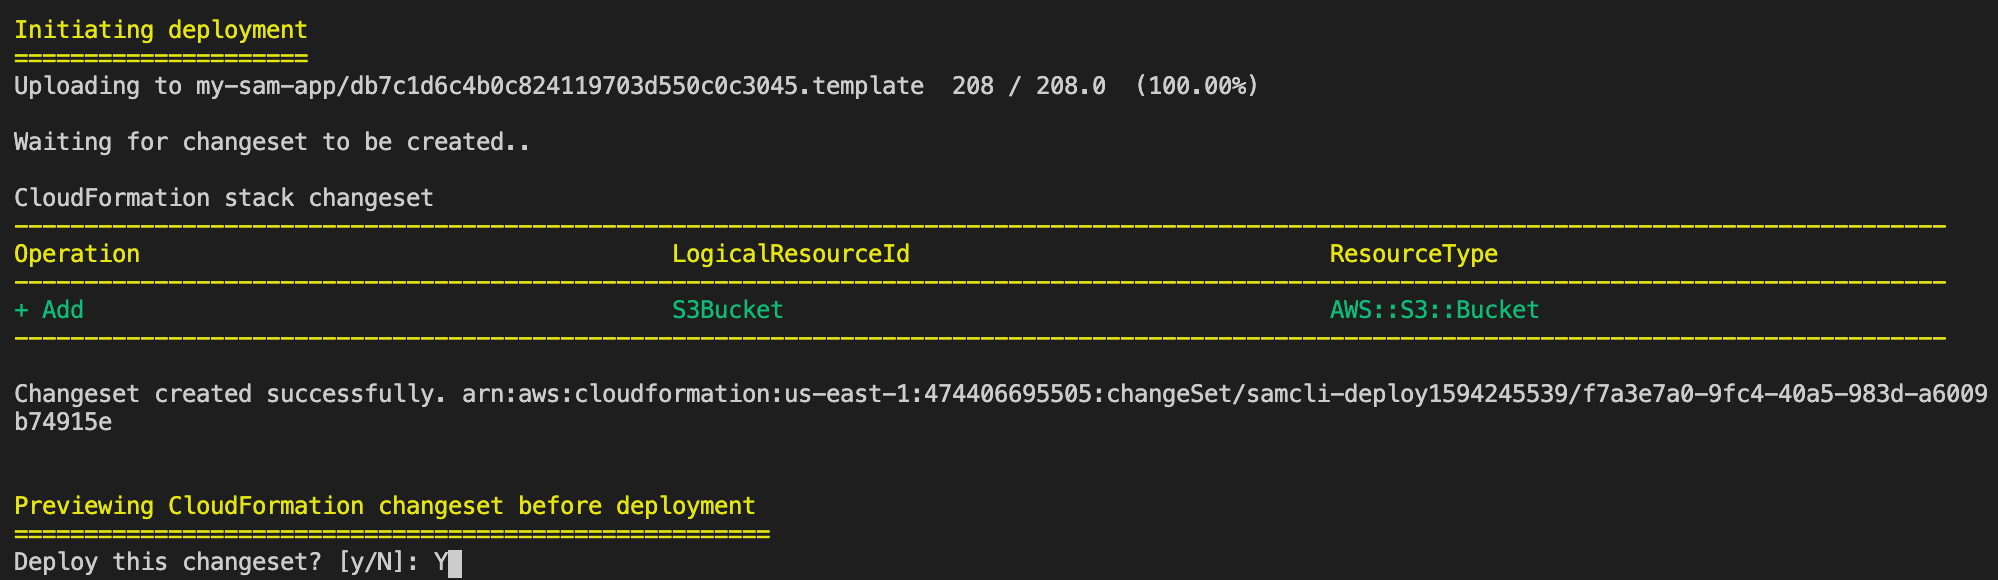 Initiating deployment
=====================
Uploading to my-sam-app/db7c1d6c4b0c824119703d550c0c3045.template  208 / 208.0  (100.00%)
Waiting for changeset to be created..
CloudFormation stack changeset
------------------------------------------------------------------------------------------------------------------------------------------
Operation LogicalResourceId ResourceType
------------------------------------------------------------------------------------------------------------------------------------------
+ Add S3Bucket AWS::S3::Bucket
------------------------------------------------------------------------------------------------------------------------------------------
Changeset created successfully. arn:aws:cloudformation:us-east-1:474406695505:changeSet/samcli-deploy1594245539/f7a3e7a0-9fc4-40a5-983d-a6009
b74915e
Previewing CloudFormation changeset before deployment
======================================================
Deploy this changeset? [y/N]: Y